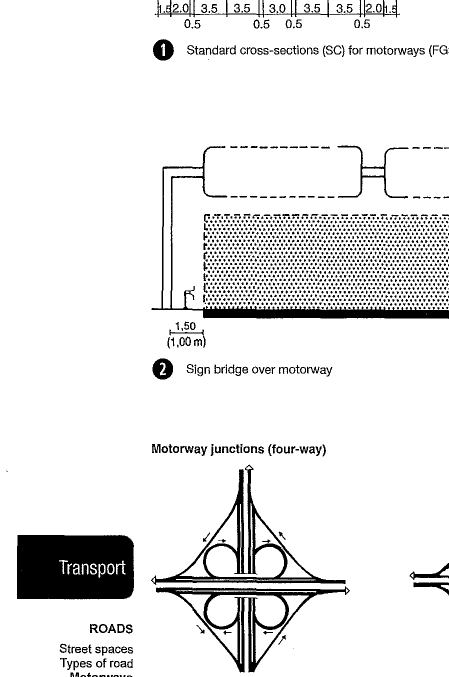 1.5 2.0 3.5 3.5 3.0 3.5 3.5 2.0 1.5
0.5 0.5 0.5 0.5
1 Standard cross-sections (SC) for motorways (FG
1,50
(1,00 m)
2 Sign bridge over motorway
Motorway junctions (four-way)
Transport
ROADS
Street spaces
Types of road
Motorways